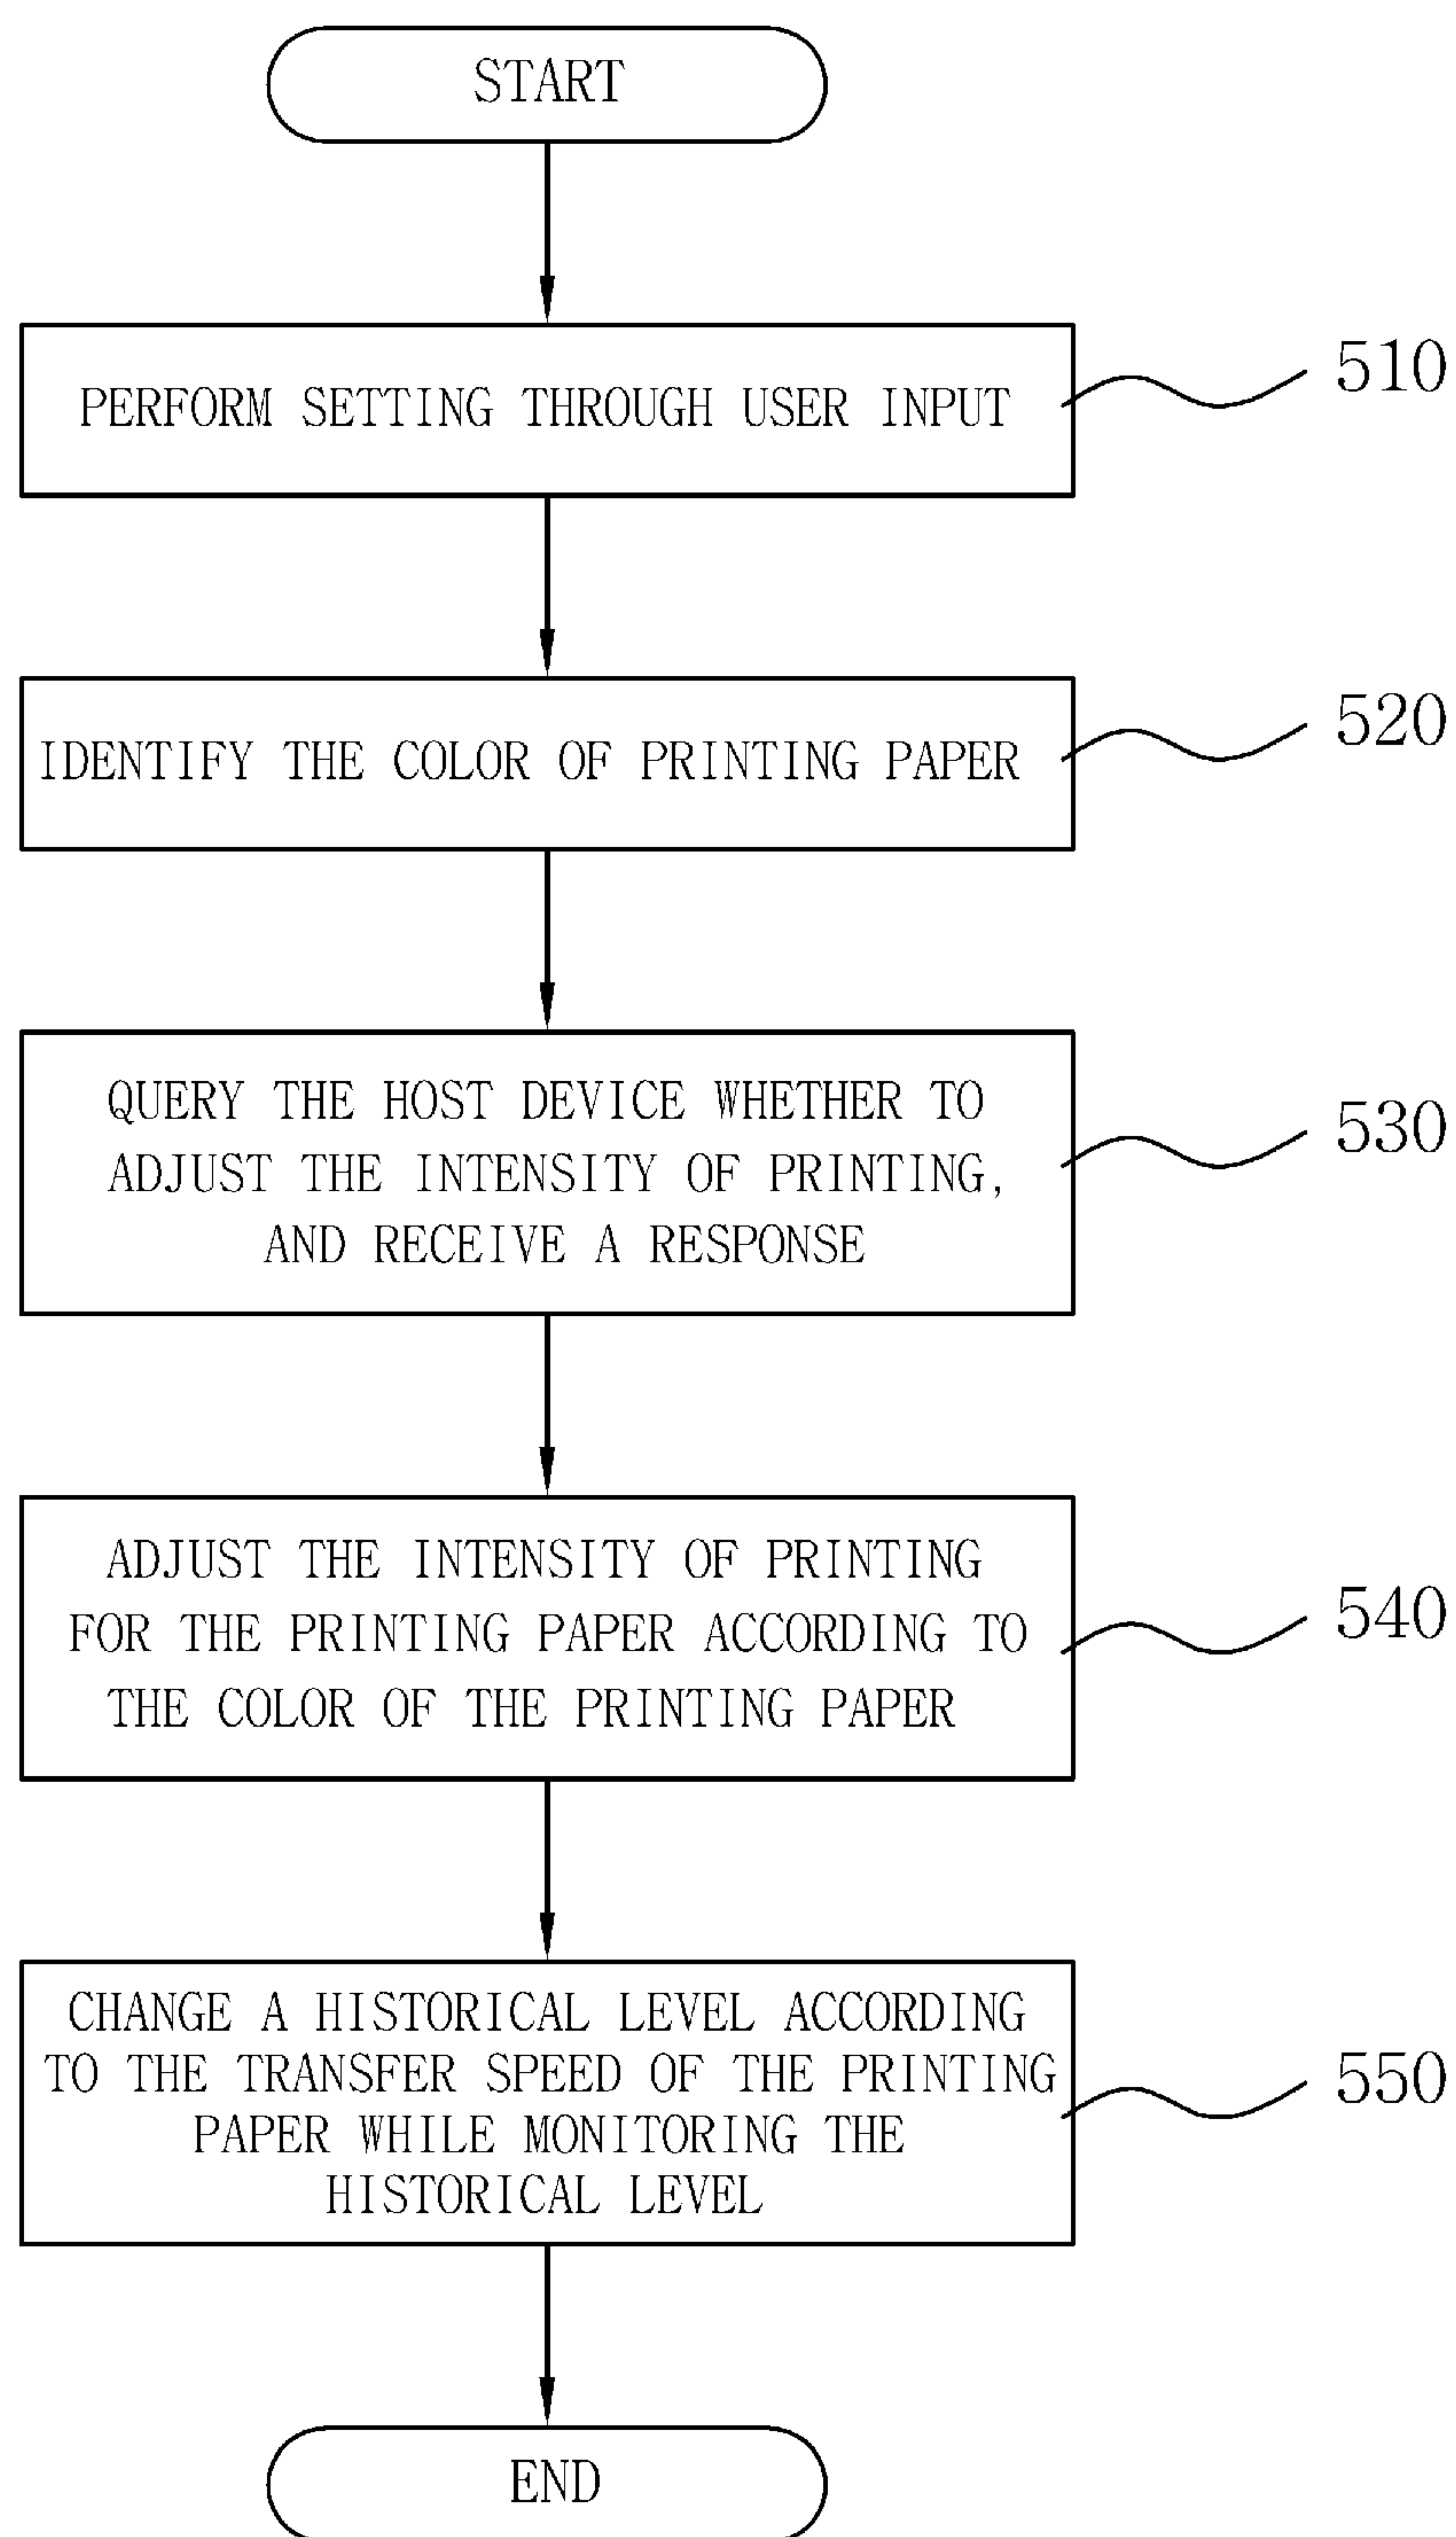 START
PERFORM SETTING THROUGH USER INPUT
510
IDENTIFY THE COLOR OF PRINTING PAPER
520
QUERY THE HOST DEVICE WHETHER TO
ADJUST THE INTENSITY OF PRINTING,
AND RECEIVE A RESPONSE
530
ADJUST THE INTENSITY OF PRINTING
FOR THE PRINTING PAPER ACCORDING TO
THE COLOR OF THE PRINTING PAPER
540
CHANGE A HISTORICAL LEVEL ACCORDING
TO THE TRANSFER SPEED OF THE PRINTING
PAPER WHILE MONITORING THE
HISTORICAL LEVEL
550
END